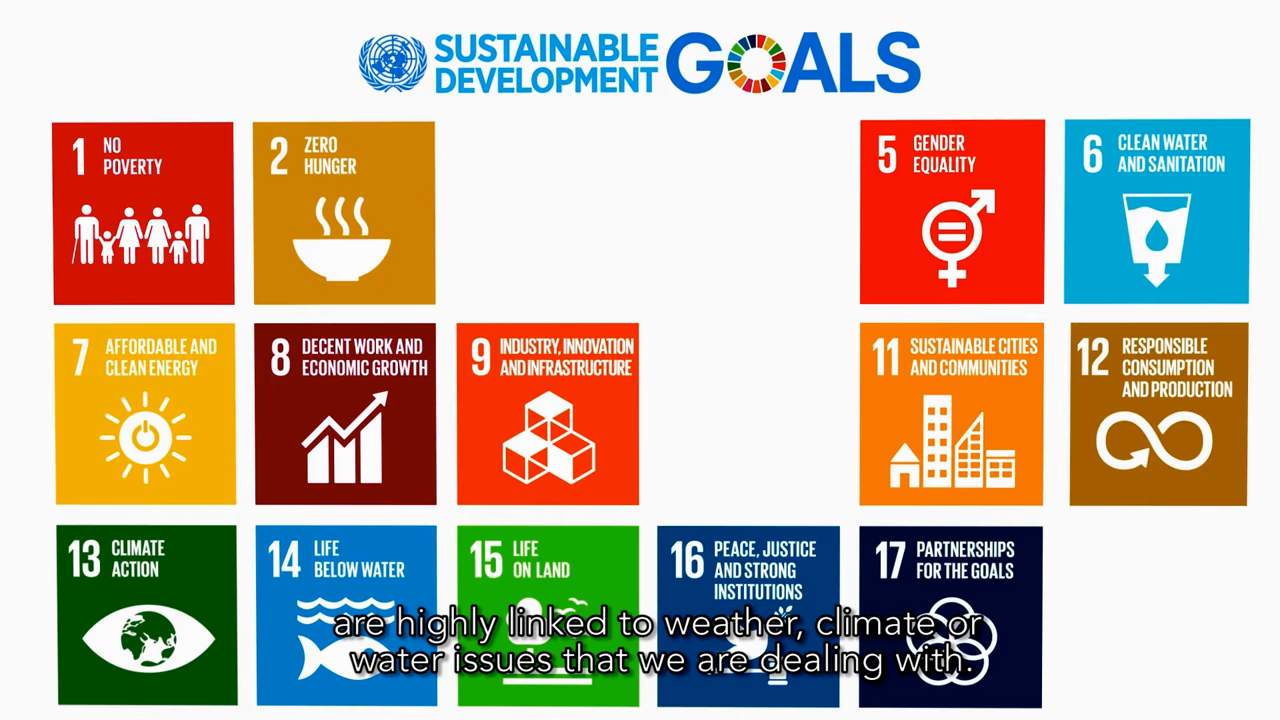 SUSTAINABLE
DEVELOPMENT
GOALS
1 NO
POVERTY
2 ZERO
HUNGER
5 GENDER
EQUALITY
6 CLEAN WATER
AND SANITATION
7 AFFORDABLE AND
CLEAN ENERGY
8 DECENT WORK AND
ECONOMIC GROWTH
9 INDUSTRY, INNOVATION
AND INFRASTRUCTURE
11 SUSTAINABLE CITIES
AND COMMUNITIES
12 RESPONSIBLE
CONSUMPTION
AND PRODUCTION
13 CLIMATE
ACTION
14 LIFE
BELOW WATER
15 LIFE
ON LAND
16 PEACE, JUSTICE
AND STRONG
INSTITUTIONS
17 PARTNERSHIPS
FOR THE GOALS
are highly linked to weather, climate or
water issues that we are dealing with.